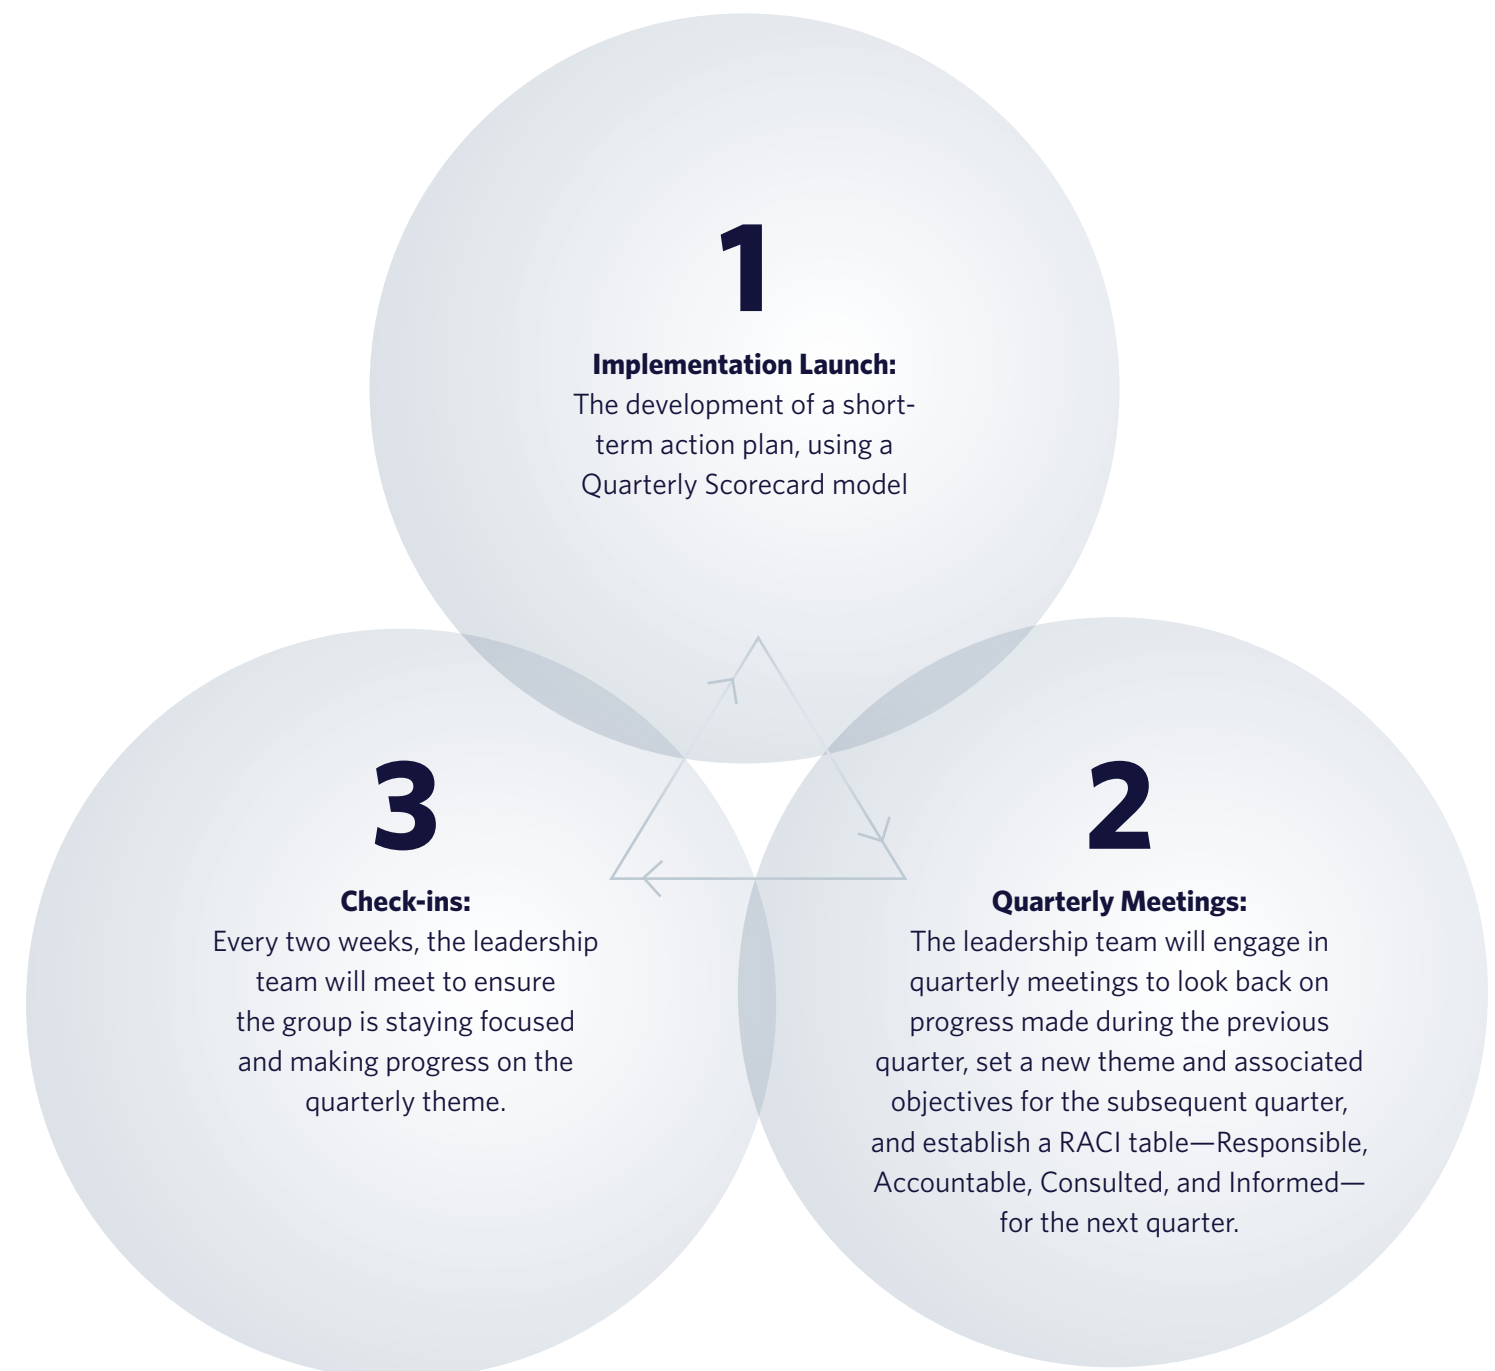 1
Implementation Launch:
The development of a short-
term action plan, using a
Quarterly Scorecard model
2
Quarterly Meetings:
The leadership team will engage in
quarterly meetings to look back on
progress made during the previous
quarter, set a new theme and associated
objectives for the subsequent quarter,
and establish a RACI table—Responsible,
Accountable, Consulted, and Informed—
for the next quarter.
3
Check-ins:
Every two weeks, the leadership
team will meet to ensure
the group is staying focused
and making progress on the
quarterly theme.